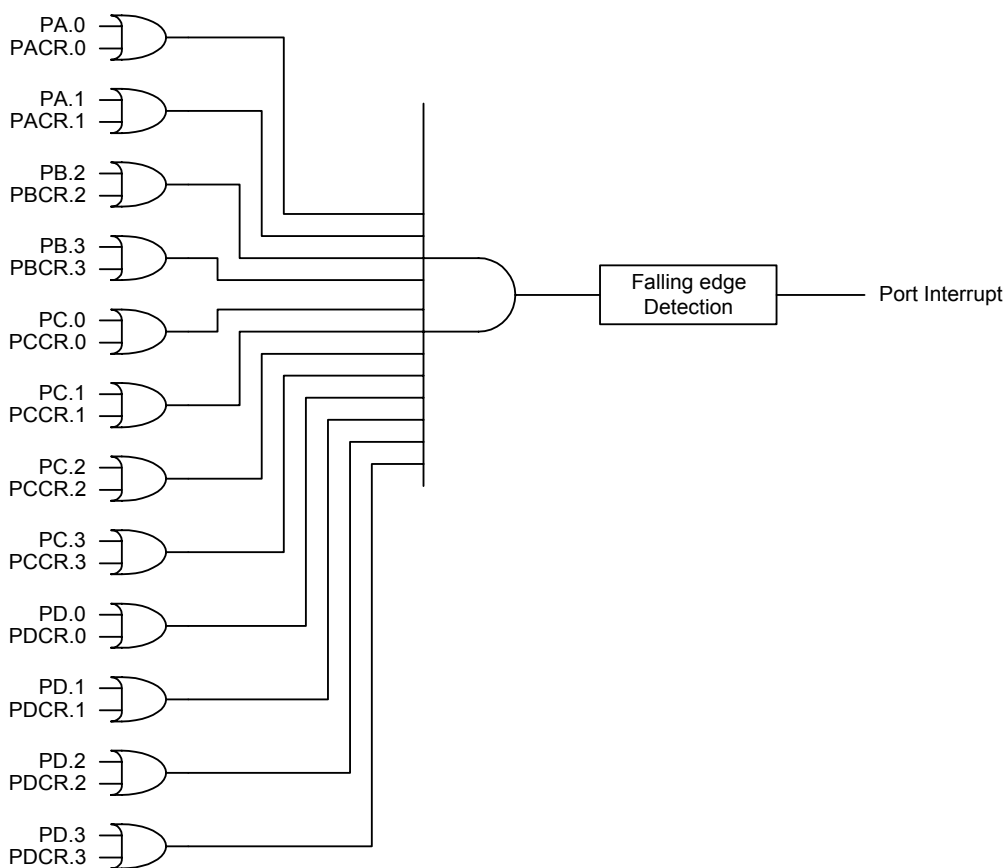 PA.0
PACR.0
PA.1
PACR.1
PB.2
PBCR.2
PB.3
PBCR.3
PC.0
PCCR.0
PC.1
PCCR.1
PC.2
PCCR.2
PC.3
PCCR.3
PD.0
PDCR.0
PD.1
PDCR.1
PD.2
PDCR.2
PD.3
PDCR.3
Falling edge
Detection
Port Interrupt